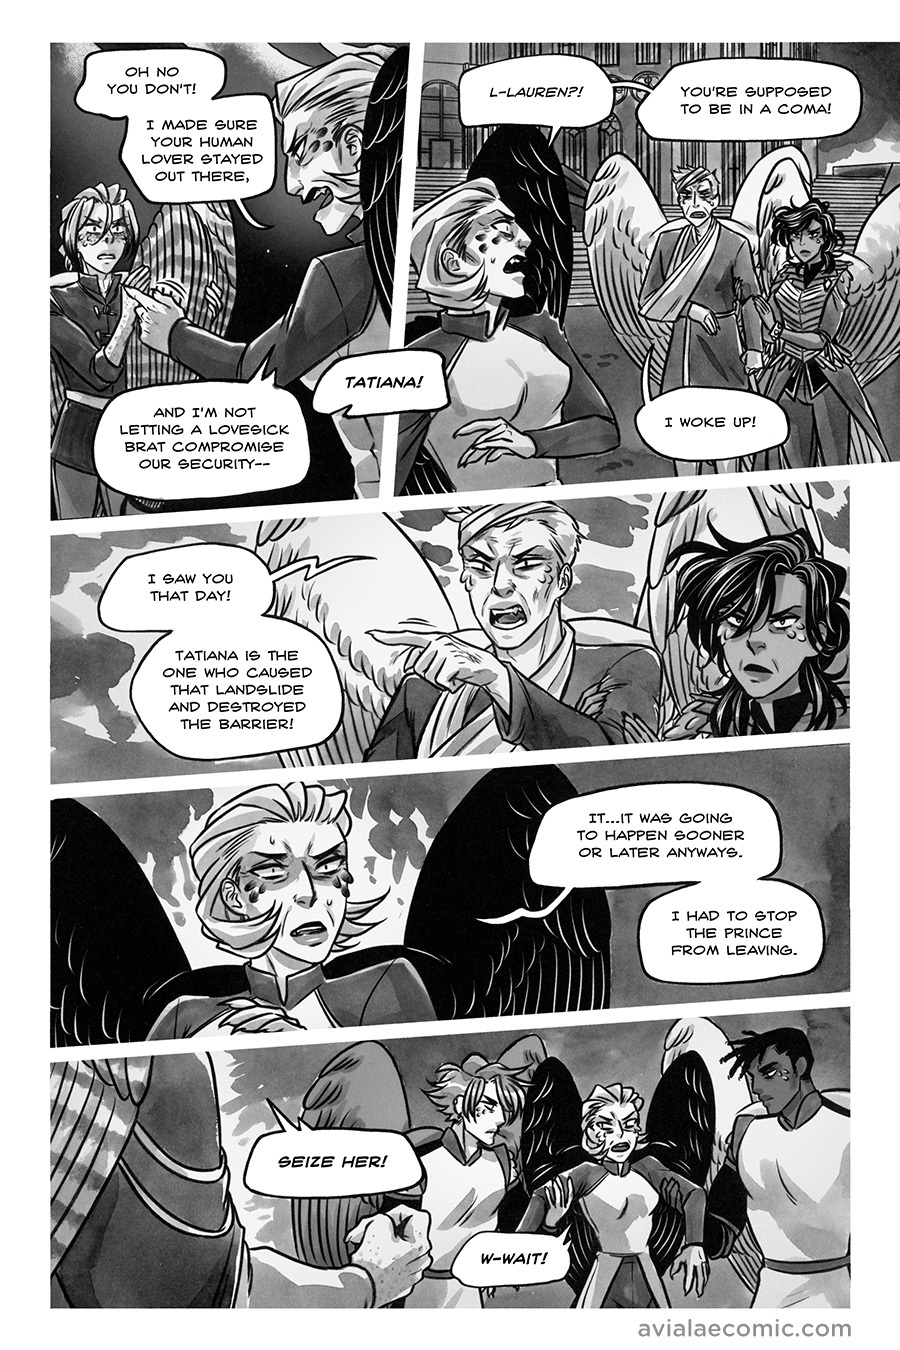 OH NO
YOU DON'T!
I MADE SURE
YOUR HUMAN
LOVER STAYED
OUT THERE,
AND I'M NOT
LETTING A LOVESICK
BRAT COMPROMISE
OUR SECURITY--
TATIANA!
L-LAUREN?!
YOU'RE SUPPOSED
TO BE IN A COMA!
I WOKE UP!
I SAW YOU
THAT DAY!
TATIANA IS THE
ONE WHO CAUSED
THAT LANDSLIDE
AND DESTROYED
THE BARRIER!
IT...IT WAS GOING
TO HAPPEN SOONER
OR LATER ANYWAYS.
I HAD TO STOP
THE PRINCE
FROM LEAVING.
SEIZE HER!
W-WAIT!
avialaecomic.com